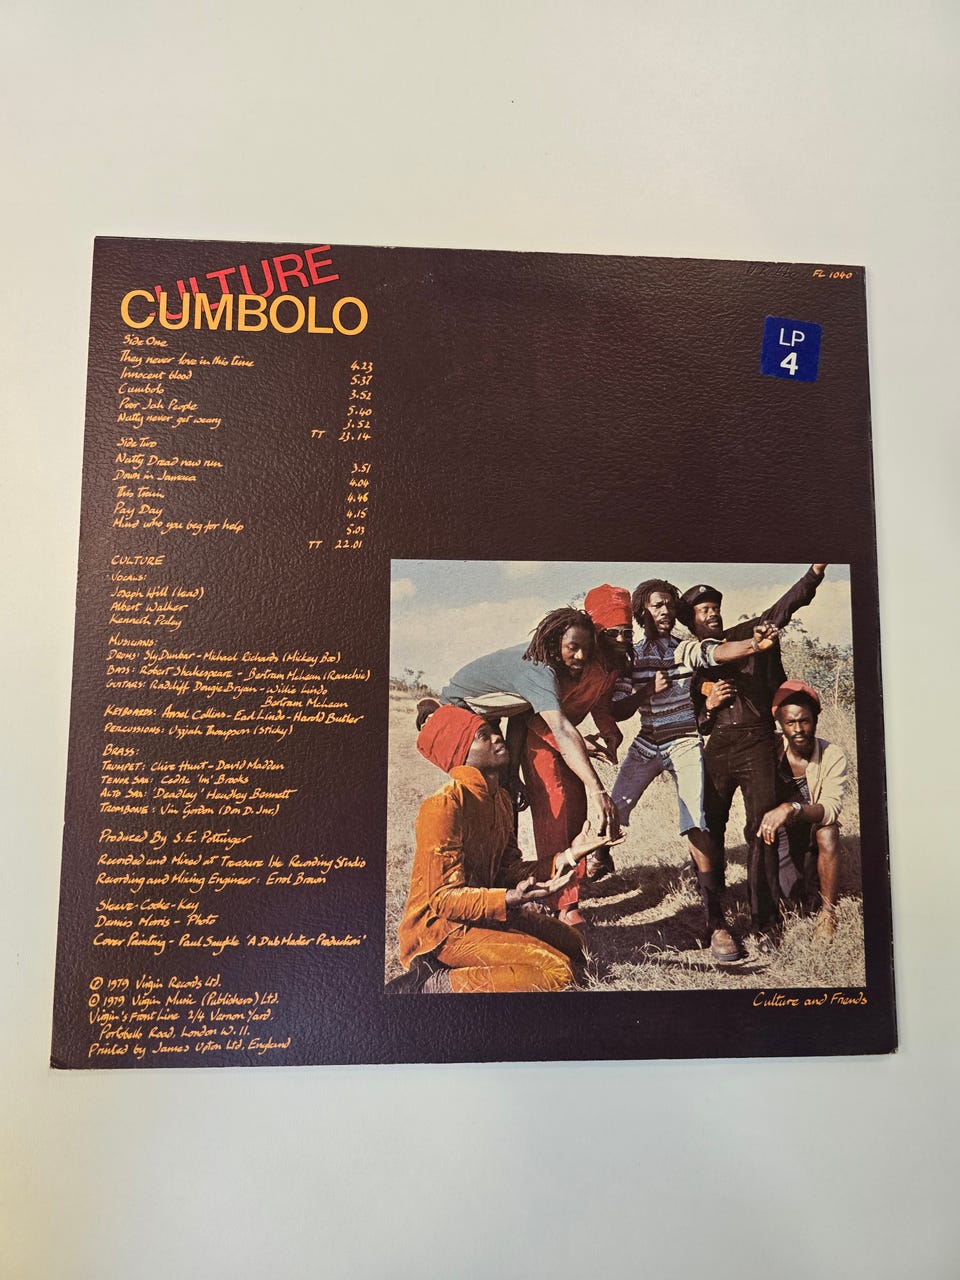 CULTURE
CUMBOLO
FL 1040
LP
4
Side One
They never love in this time 4.23
Innocent blood 5.37
Cumbolo 3.52
Poor Jah People 5.40
Natty never get weary 3.52
TT 23.14
Side Two
Natty Dread naw run 3.51
Down in Jamaica 4.04
This train 4.46
Pay Day 4.15
Mind who you beg for help 5.03
TT 22.01
CULTURE
VOCALS:
Joseph Hill (lead)
Albert Walker
Kenneth Paley
MUSICIANS:
DRUMS: Sly Dunbar - Michael Richards (Mickey Boo)
BASS: Robert Shakespeare - Bertram McLean (Ranchie)
GUITARS: Radcliff Dougie Bryan - Willie Lindo
Bertram McLean
KEYBOARDS: Ansel Collins - Earl Lindo - Harold Butler
PERCUSSIONS: Uzziah Thompson (Sticky)
BRASS:
TRUMPET: Clive Hunt - David Madden
TENOR SAX: Cedric 'Im' Brooks
ALTO SAX: 'Deadley' Headley Bennett
TROMBONE: Vin Gordon (Don D. Jnr.)
Produced By S.E. Pottinger
Recorded and Mixed at Treasure Isle Recording Studio
Recording and Mixing Engineer: Errol Brown
Sleeve - Cooke-Key
Dennis Morris - Photo
Cover Painting - Paul Smykle 'A Dub Master Production'
℗ 1979 Virgin Records Ltd.
© 1979 Virgin Music (Publishers) Ltd.
Virgin's Front Line 2/4 Vernon Yard.
Portobello Road, London W.11.
Printed by James Upton Ltd, England
Culture and Friends